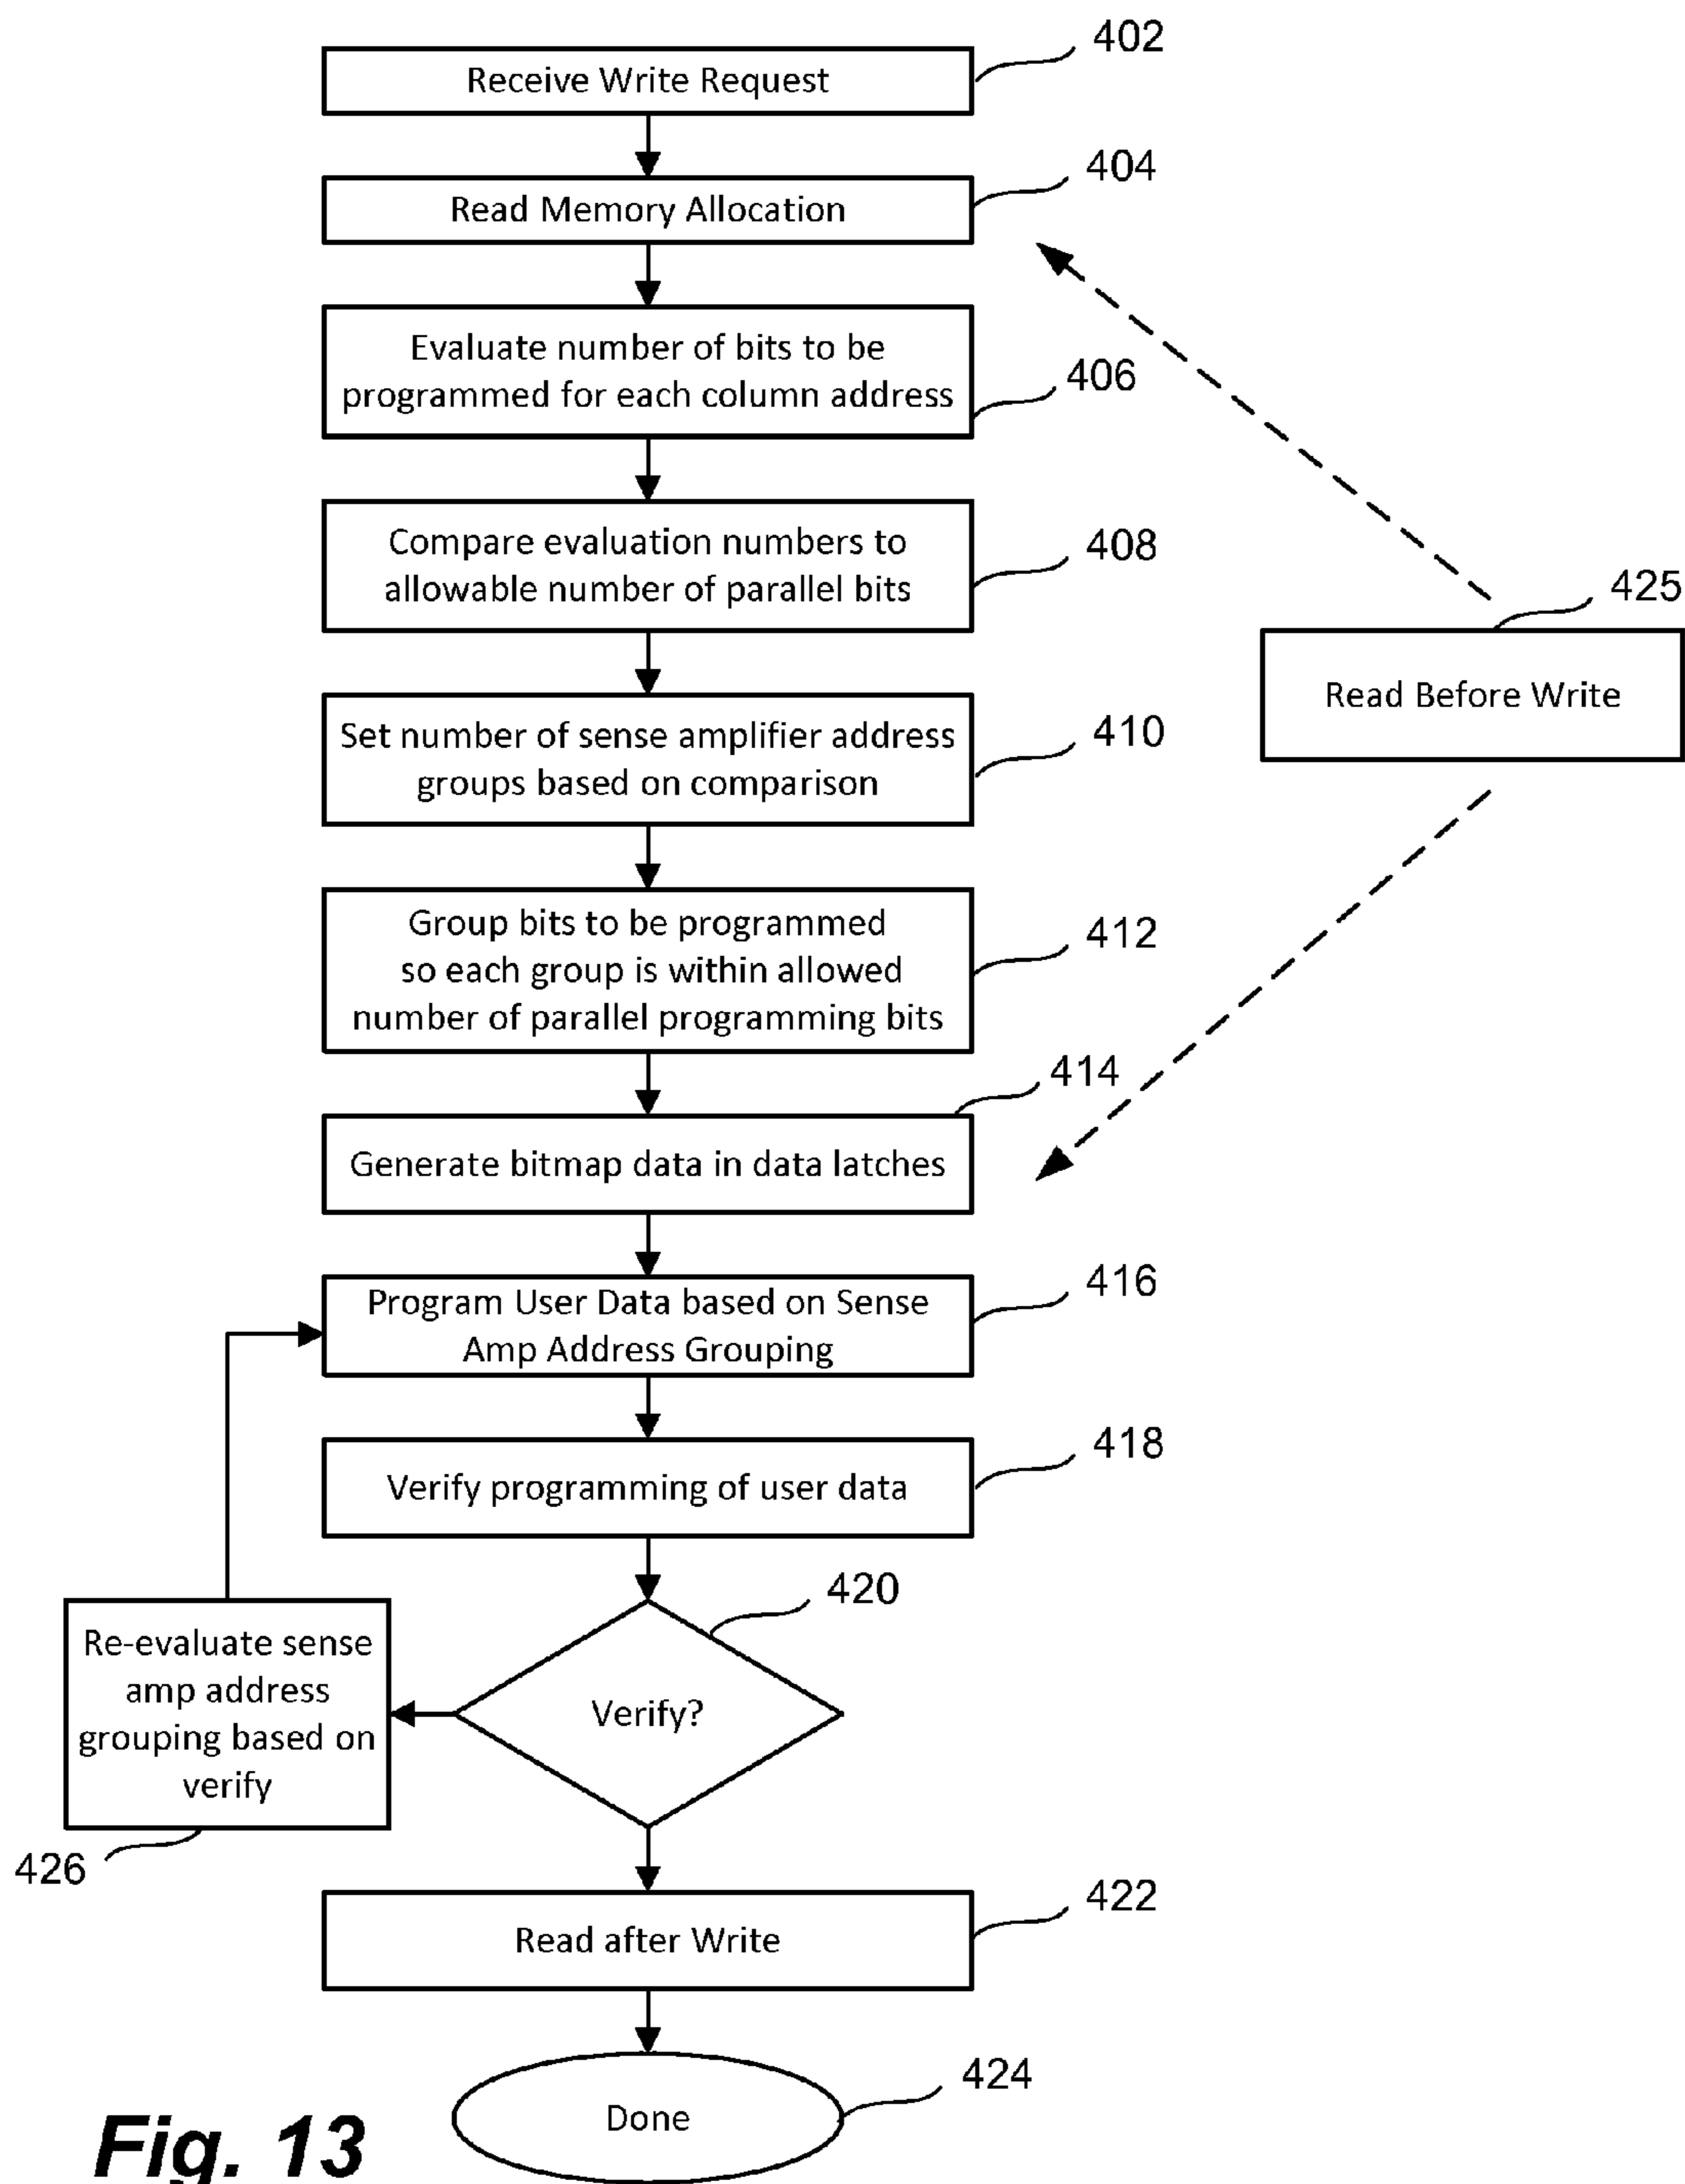 402
Receive Write Request
404
Read Memory Allocation
Evaluate number of bits to be
programmed for each column address
406
Compare evaluation numbers to
allowable number of parallel bits
408
425
Read Before Write
Set number of sense amplifier address
groups based on comparison
410
Group bits to be programmed
so each group is within allowed
number of parallel programming bits
412
414
Generate bitmap data in data latches
Program User Data based on Sense
Amp Address Grouping
416
Verify programming of user data
418
420
Verify?
Re-evaluate sense
amp address
grouping based on
verify
426
422
Read after Write
424
Done
Fig. 13